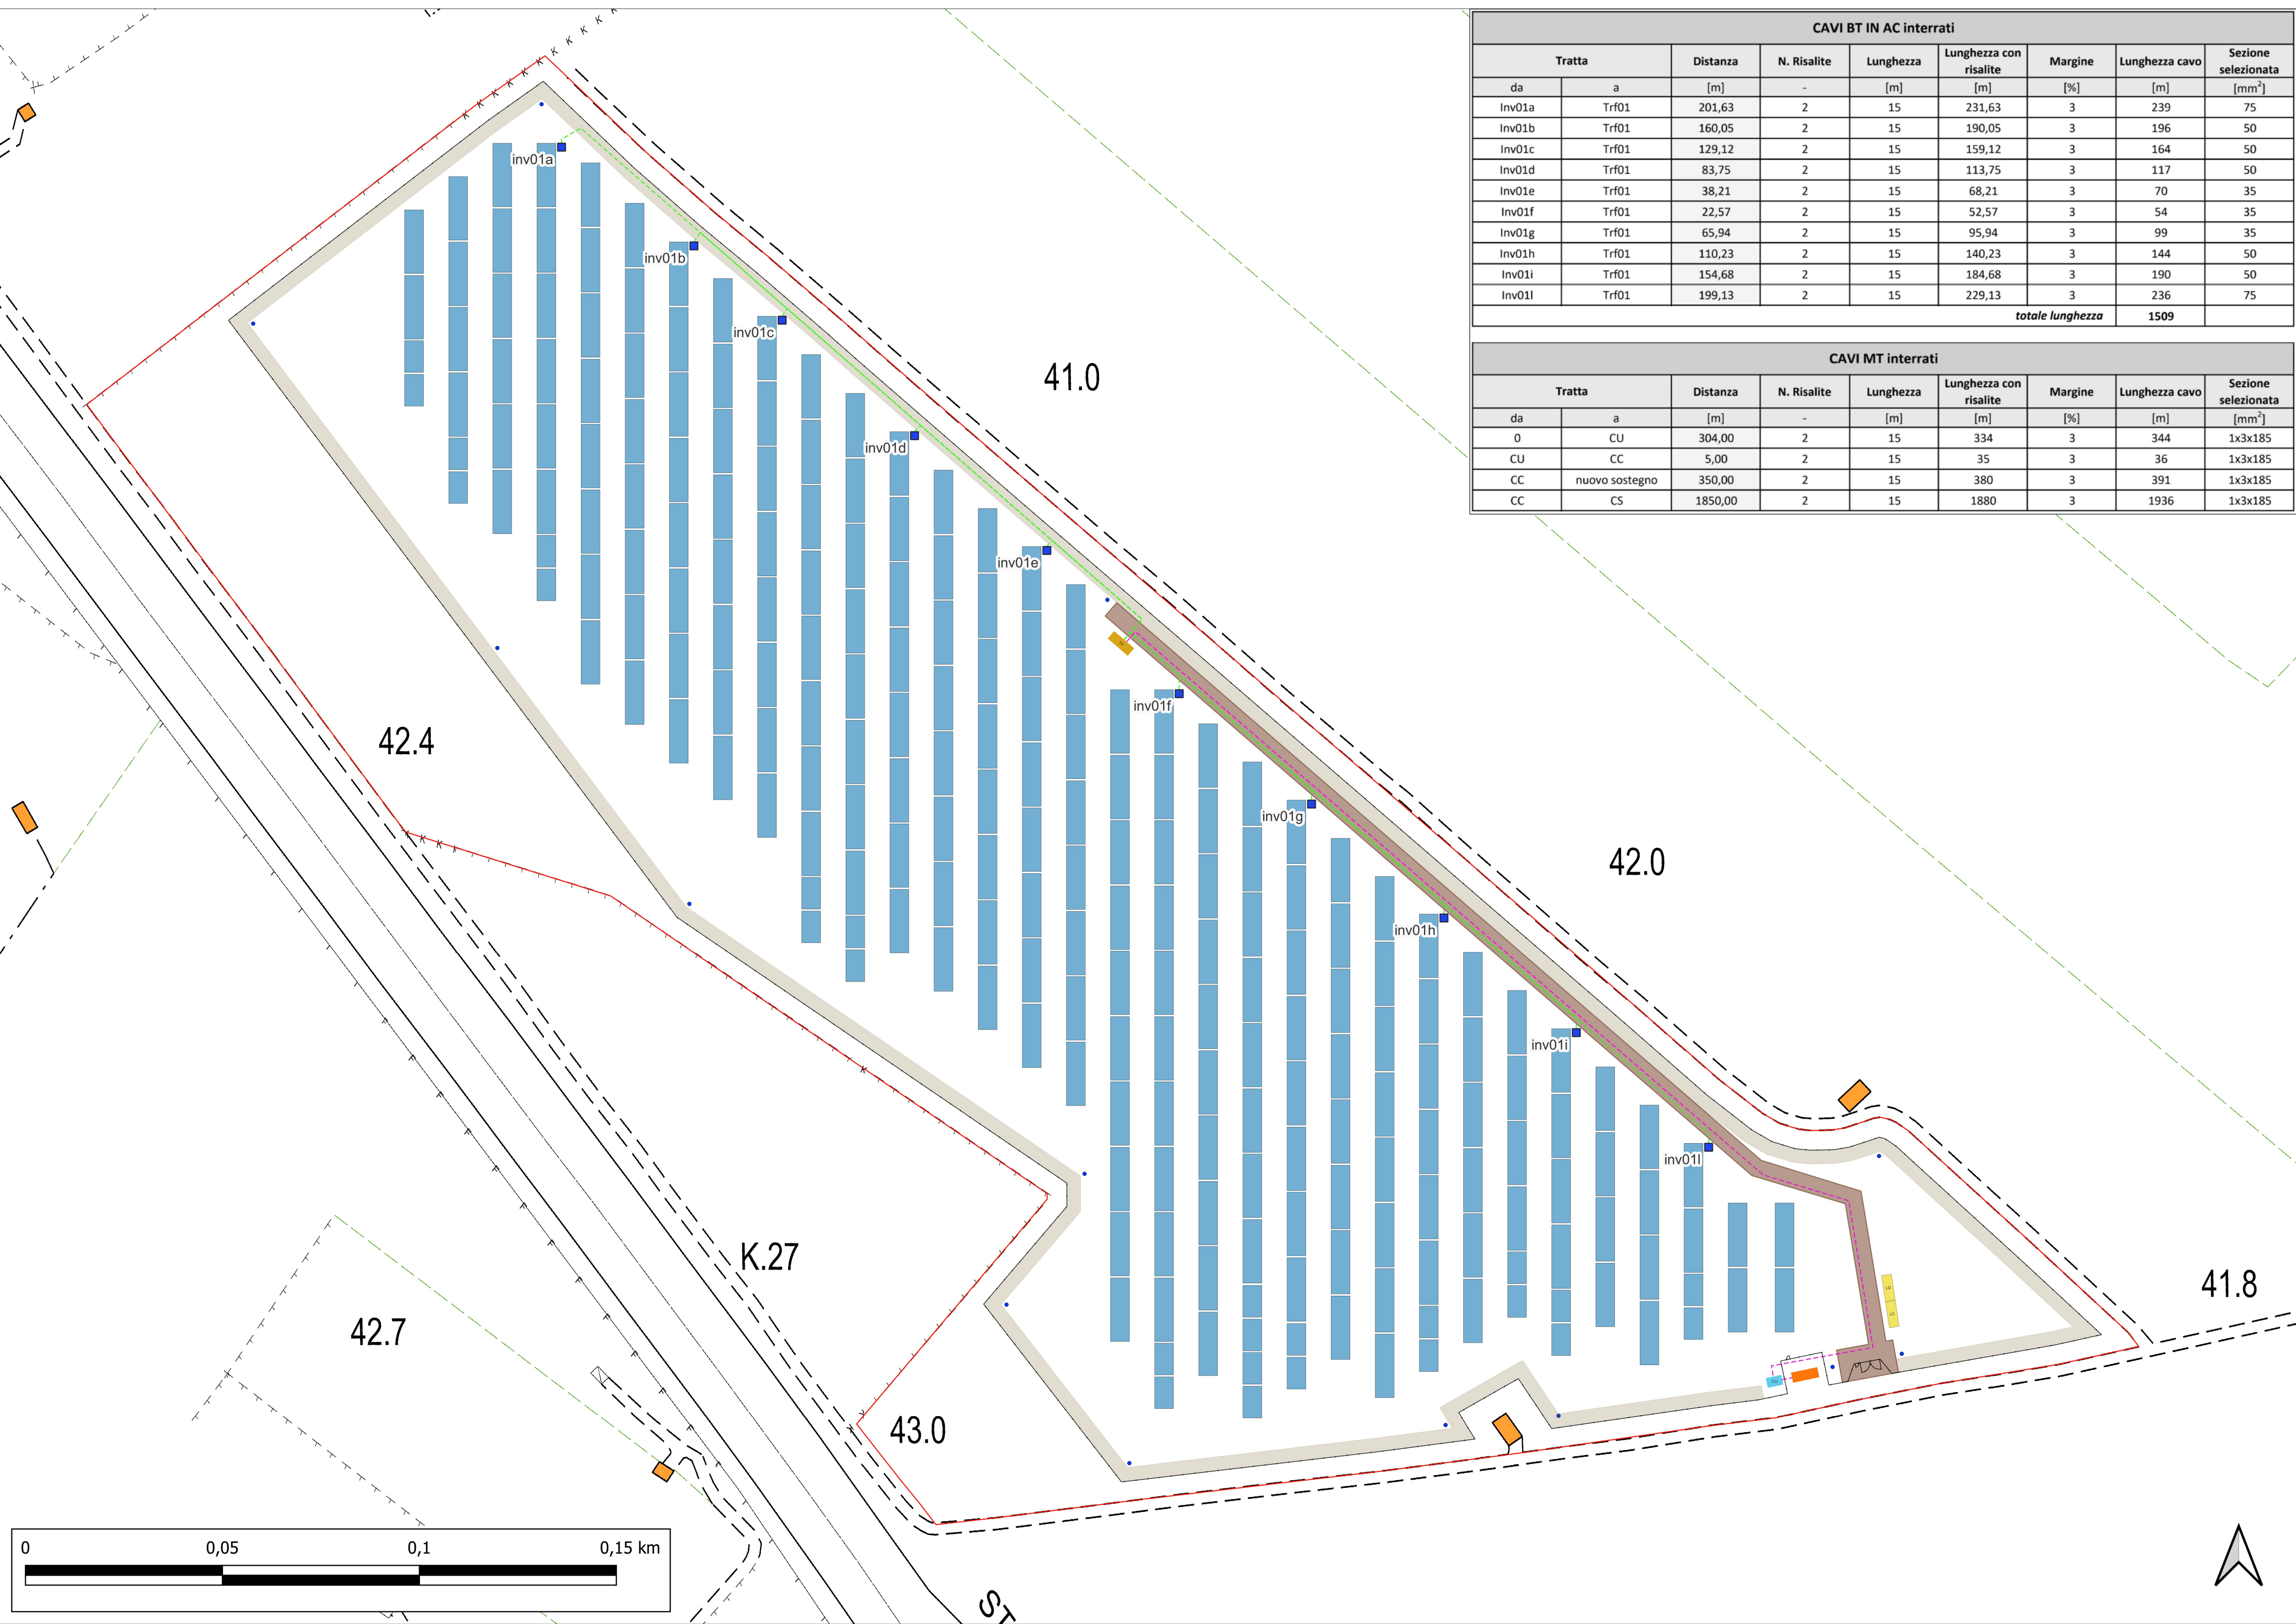 CAVI BT IN AC interrati
Tratta Distanza N. Risalite Lunghezza Lunghezza con risalite Margine Lunghezza cavo Sezione selezionata
da a [m] - [m] [m] [%] [m] [mm²]
Inv01a Trf01 201,63 2 15 231,63 3 239 75
Inv01b Trf01 160,05 2 15 190,05 3 196 50
Inv01c Trf01 129,12 2 15 159,12 3 164 50
Inv01d Trf01 83,75 2 15 113,75 3 117 50
Inv01e Trf01 38,21 2 15 68,21 3 70 35
Inv01f Trf01 22,57 2 15 52,57 3 54 35
Inv01g Trf01 65,94 2 15 95,94 3 99 35
Inv01h Trf01 110,23 2 15 140,23 3 144 50
Inv01i Trf01 154,68 2 15 184,68 3 190 50
Inv01l Trf01 199,13 2 15 229,13 3 236 75
totale lunghezza 1509
CAVI MT interrati
Tratta Distanza N. Risalite Lunghezza Lunghezza con risalite Margine Lunghezza cavo Sezione selezionata
da a [m] - [m] [m] [%] [m] [mm²]
0 CU 304,00 2 15 334 3 344 1x3x185
CU CC 5,00 2 15 35 3 36 1x3x185
CC nuovo sostegno 350,00 2 15 380 3 391 1x3x185
CC CS 1850,00 2 15 1880 3 1936 1x3x185
inv01a
inv01b
inv01c
41.0
inv01d
inv01e
inv01f
42.4
inv01g
42.0
inv01h
inv01i
inv01l
K.27
41.8
42.7
43.0
0 0,05 0,1 0,15 km
ST